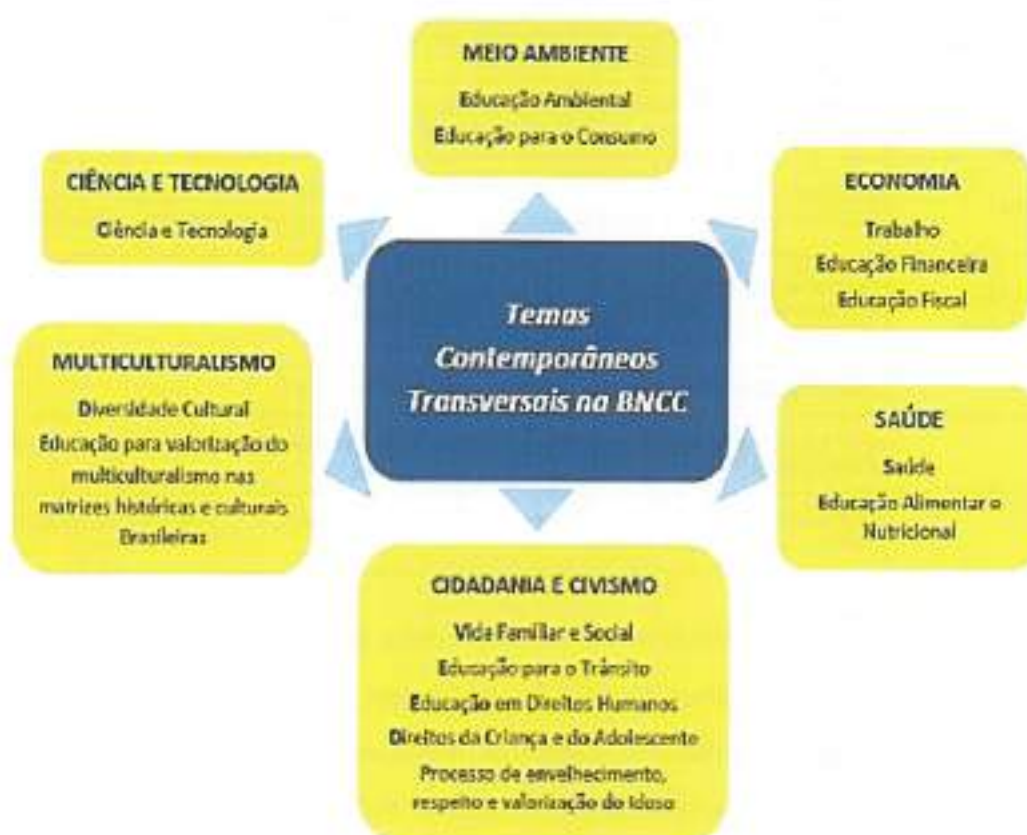 MEIO AMBIENTE
Educação Ambiental
Educação para o Consumo
CIÊNCIA E TECNOLOGIA
Ciência e Tecnologia
ECONOMIA
Trabalho
Educação Financeira
Educação Fiscal
Temas
Contemporâneos
Transversais na BNCC
MULTICULTURALISMO
Diversidade Cultural
Educação para valorização do
multiculturalismo nas
matrizes históricas e culturais
Brasileiras
SAÚDE
Saúde
Educação Alimentar e
Nutricional
CIDADANIA E CIVISMO
Vida Familiar e Social
Educação para o Trânsito
Educação em Direitos Humanos
Direitos da Criança e do Adolescente
Processo de envelhecimento,
respeito e valorização do Idoso